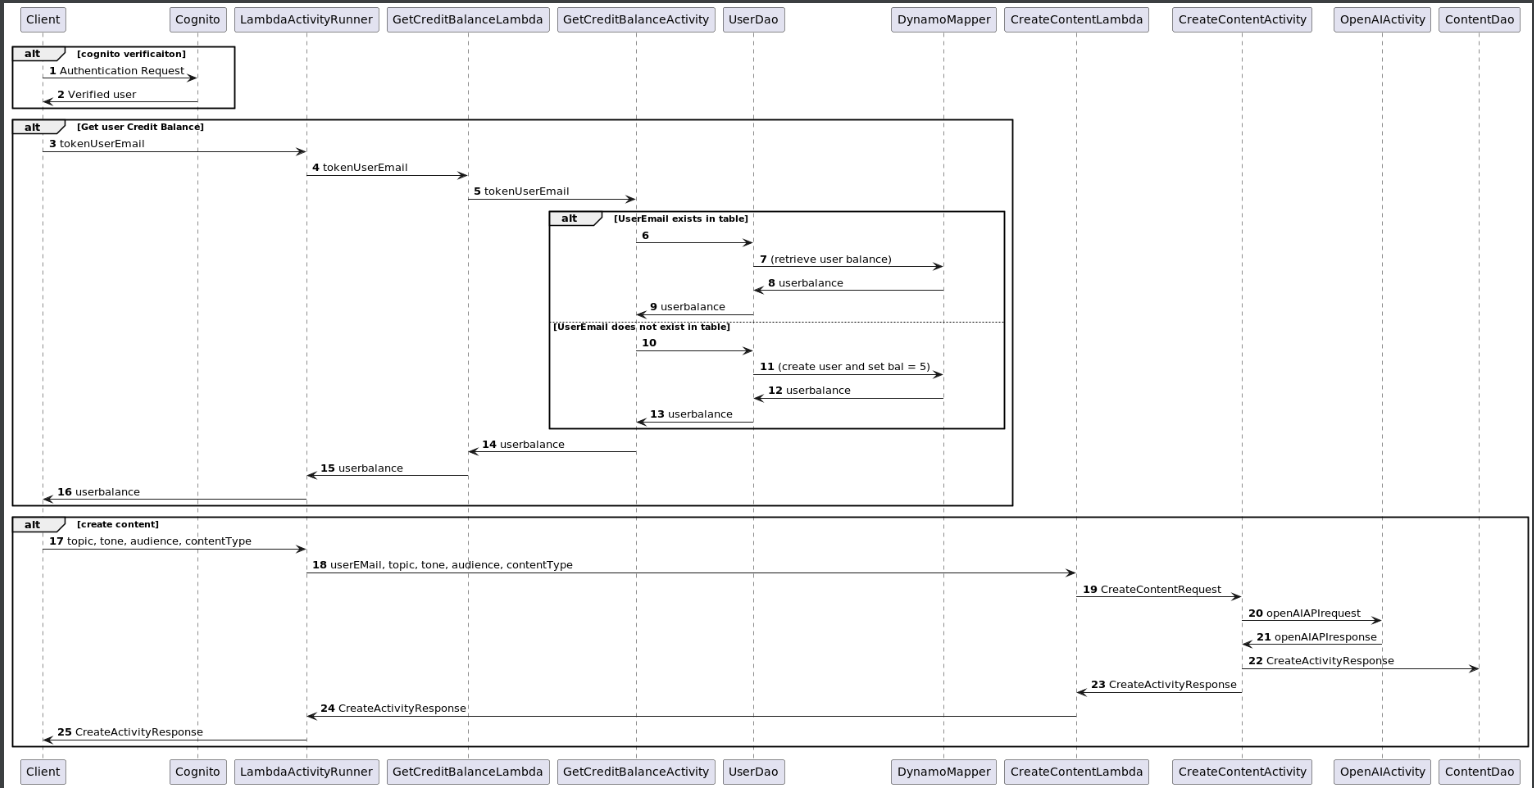 Client Cognito LambdaActivityRunner GetCreditBalanceLambda GetCreditBalanceActivity UserDao DynamoMapper CreateContentLambda CreateContentActivity OpenAIActivity ContentDao
alt [cognito verificaiton]
1 Authentication Request
2 Verified user
alt [Get user Credit Balance]
3 tokenUserEmail
4 tokenUserEmail
5 tokenUserEmail
alt [UserEmail exists in table]
6
7 (retrieve user balance)
8 userbalance
9 userbalance
[UserEmail does not exist in table]
10
11 (create user and set bal = 5)
12 userbalance
13 userbalance
14 userbalance
15 userbalance
16 userbalance
alt [create content]
17 topic, tone, audience, contentType
18 userEMail, topic, tone, audience, contentType
19 CreateContentRequest
20 openAIAPIrequest
21 openAIAPIresponse
22 CreateActivityResponse
23 CreateActivityResponse
24 CreateActivityResponse
25 CreateActivityResponse
Client Cognito LambdaActivityRunner GetCreditBalanceLambda GetCreditBalanceActivity UserDao DynamoMapper CreateContentLambda CreateContentActivity OpenAIActivity ContentDao